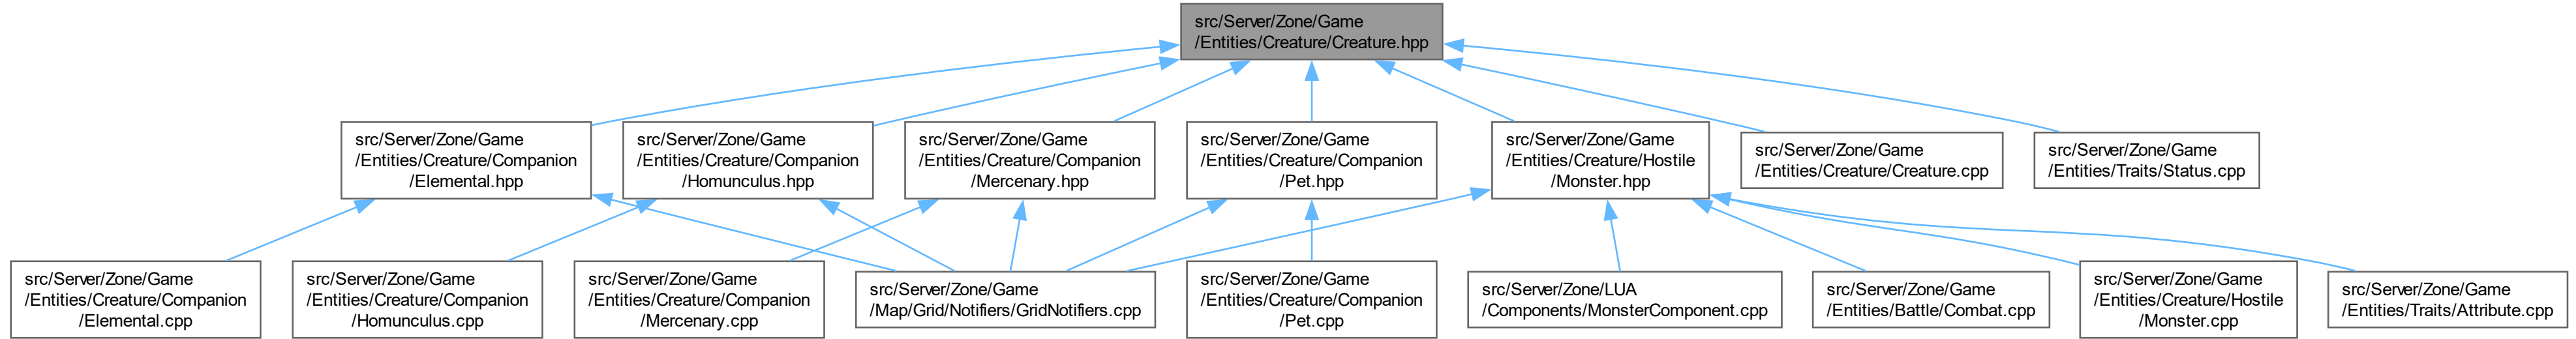 src/Server/Zone/Game
/Entities/Creature/Creature.hpp
src/Server/Zone/Game
/Entities/Creature/Companion
/Elemental.hpp
src/Server/Zone/Game
/Entities/Creature/Companion
/Homunculus.hpp
src/Server/Zone/Game
/Entities/Creature/Companion
/Mercenary.hpp
src/Server/Zone/Game
/Entities/Creature/Companion
/Pet.hpp
src/Server/Zone/Game
/Entities/Creature/Hostile
/Monster.hpp
src/Server/Zone/Game
/Entities/Creature/Creature.cpp
src/Server/Zone/Game
/Entities/Traits/Status.cpp
src/Server/Zone/Game
/Entities/Creature/Companion
/Elemental.cpp
src/Server/Zone/Game
/Entities/Creature/Companion
/Homunculus.cpp
src/Server/Zone/Game
/Entities/Creature/Companion
/Mercenary.cpp
src/Server/Zone/Game
/Map/Grid/Notifiers/GridNotifiers.cpp
src/Server/Zone/Game
/Entities/Creature/Companion
/Pet.cpp
src/Server/Zone/LUA
/Components/MonsterComponent.cpp
src/Server/Zone/Game
/Entities/Battle/Combat.cpp
src/Server/Zone/Game
/Entities/Creature/Hostile
/Monster.cpp
src/Server/Zone/Game
/Entities/Traits/Attribute.cpp